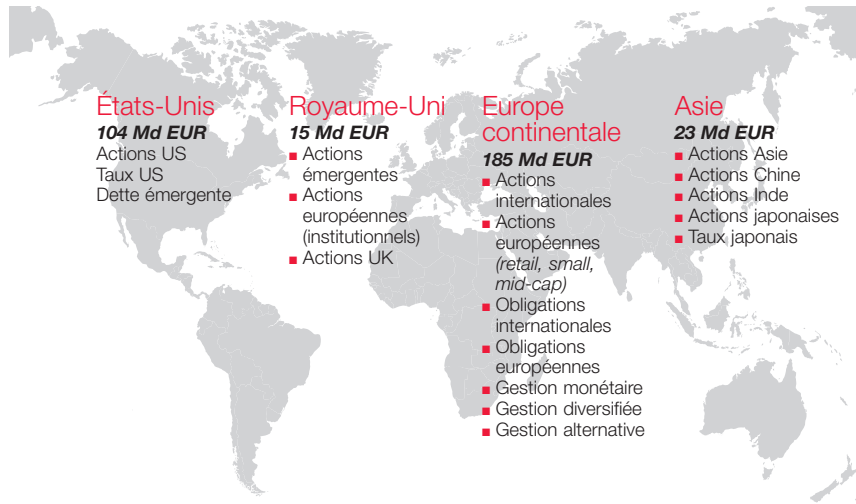 États-Unis
104 Md EUR
Actions US
Taux US
Dette émergente
Royaume-Uni
15 Md EUR
■ Actions
émergentes
■ Actions
européennes
(institutionnels)
■ Actions UK
Europe
continentale
185 Md EUR
■ Actions
internationales
■ Actions
européennes
(retail, small,
mid-cap)
■ Obligations
internationales
■ Obligations
européennes
■ Gestion monétaire
■ Gestion diversifiée
■ Gestion alternative
Asie
23 Md EUR
■ Actions Asie
■ Actions Chine
■ Actions Inde
■ Actions japonaises
■ Taux japonais